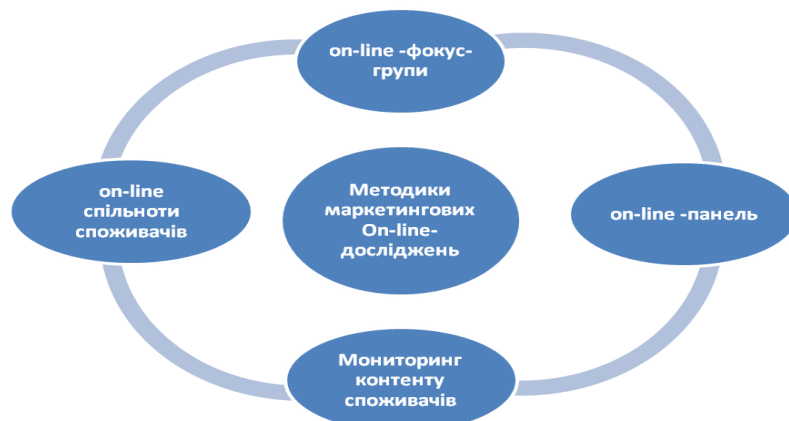 on-line -фокус-
групи
on-line
спільноти
споживачів
Методики
маркетингових
On-line-
досліджень
on-line -панель
Мониторинг
контенту
споживачів